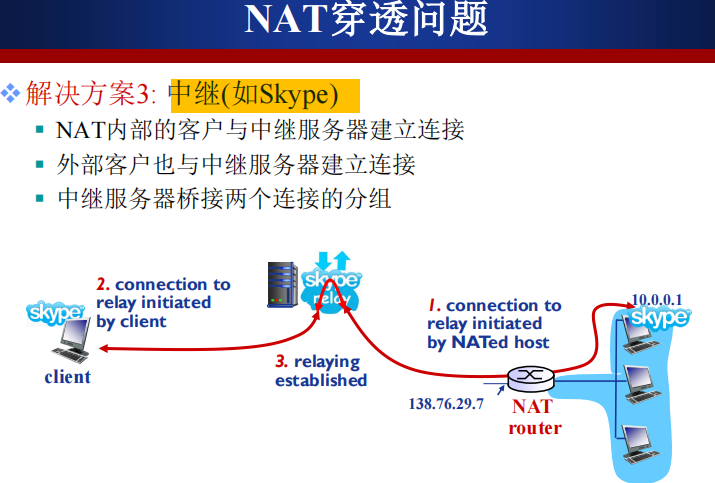 NAT穿透问题
解决方案3: 中继(如Skype)
NAT内部的客户与中继服务器建立连接
外部客户也与中继服务器建立连接
中继服务器桥接两个连接的分组
2. connection to
relay initiated
by client
skype
client
skype
relay
3. relaying
established
1. connection to
relay initiated
by NATed host
10.0.0.1
skype
138.76.29.7
NAT
router